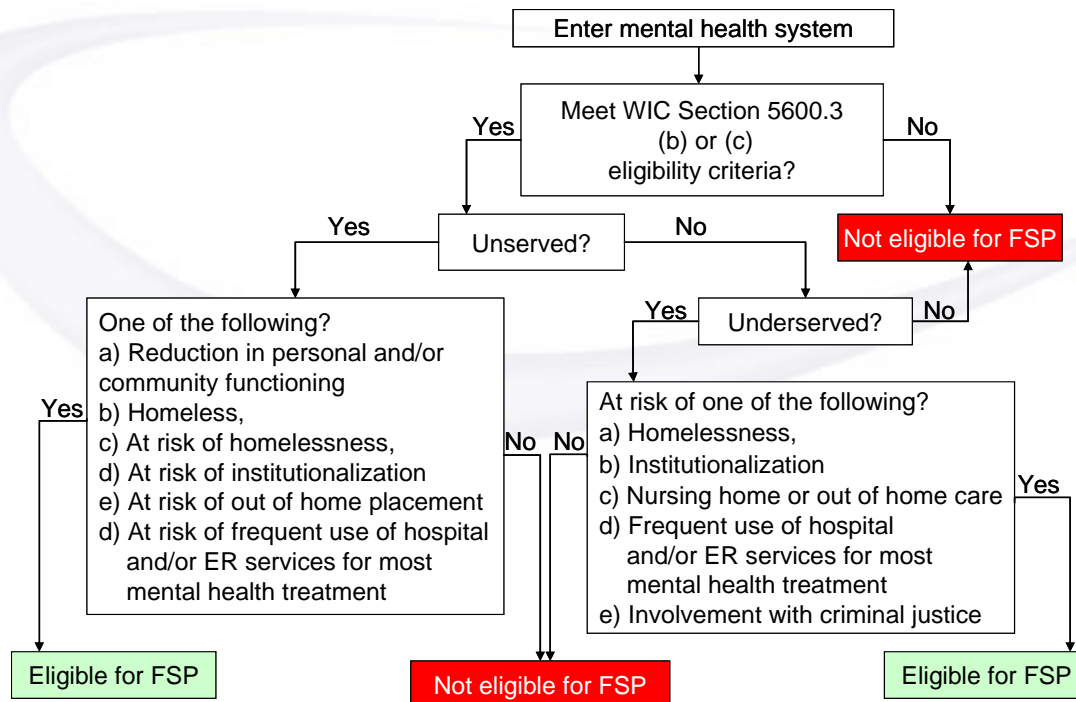 Enter mental health system
Meet WIC Section 5600.3
(b) or (c)
eligibility criteria?
Yes
No
Unserved?
Yes
No
Not eligible for FSP
Underserved?
Yes
No
One of the following?
a) Reduction in personal and/or
community functioning
b) Homeless,
c) At risk of homelessness,
d) At risk of institutionalization
e) At risk of out of home placement
d) At risk of frequent use of hospital
and/or ER services for most
mental health treatment
Yes
No
At risk of one of the following?
a) Homelessness,
b) Institutionalization
c) Nursing home or out of home care
d) Frequent use of hospital
and/or ER services for most
mental health treatment
e) Involvement with criminal justice
No
Yes
Eligible for FSP
Not eligible for FSP
Eligible for FSP